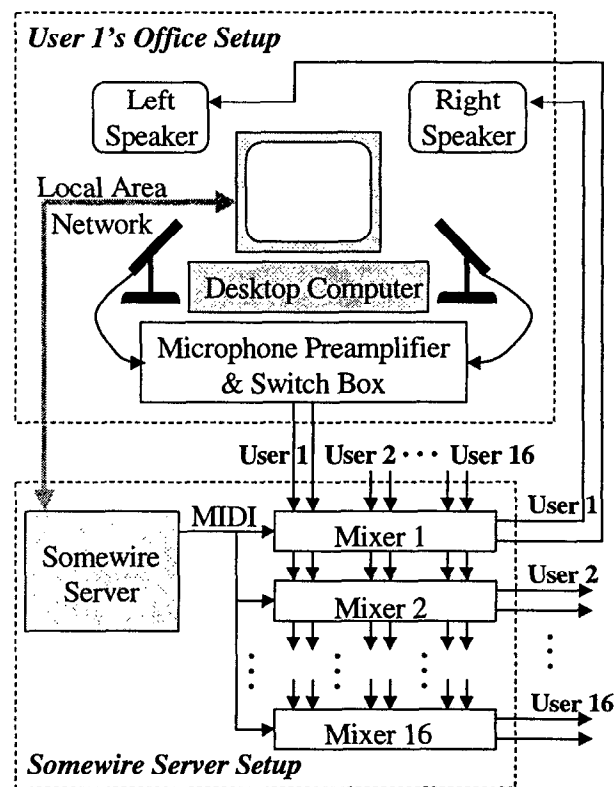 User 1's Office Setup
Left
Speaker
Right
Speaker
Local Area
Network
Desktop Computer
Microphone Preamplifier
& Switch Box
User 1 User 2 ··· User 16
MIDI
Somewire
Server
Mixer 1
User 1
Mixer 2
User 2
Mixer 16
User 16
Somewire Server Setup